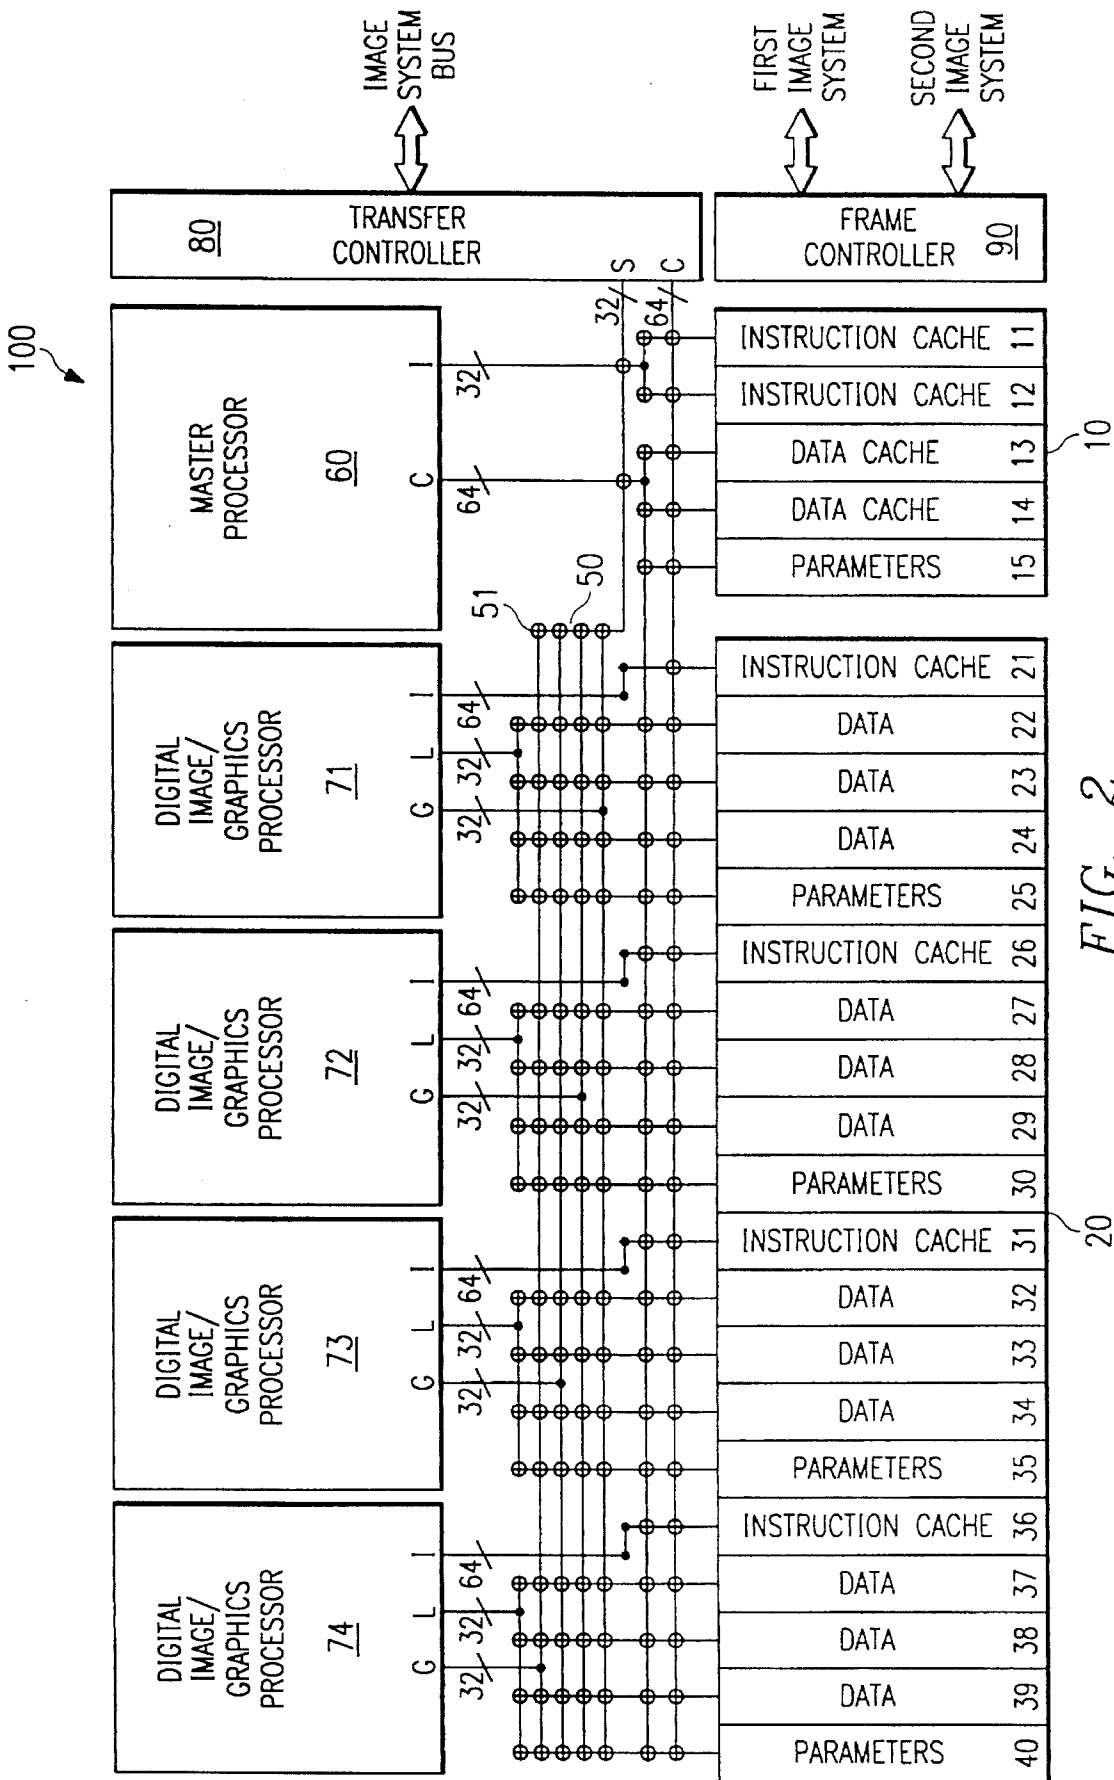 100
MASTER
PROCESSOR
60
C
I
64
32
DIGITAL
IMAGE/
GRAPHICS
PROCESSOR
71
G
L
I
32
32
64
DIGITAL
IMAGE/
GRAPHICS
PROCESSOR
72
G
L
I
32
32
64
DIGITAL
IMAGE/
GRAPHICS
PROCESSOR
73
G
L
I
32
32
64
DIGITAL
IMAGE/
GRAPHICS
PROCESSOR
74
G
L
I
32
32
64
80
TRANSFER
CONTROLLER
S
C
32
64
IMAGE
SYSTEM
BUS
51
50
FRAME
CONTROLLER
90
FIRST
IMAGE
SYSTEM
SECOND
IMAGE
SYSTEM
INSTRUCTION CACHE 11
INSTRUCTION CACHE 12
DATA CACHE 13
DATA CACHE 14
PARAMETERS 15
10
INSTRUCTION CACHE 21
DATA 22
DATA 23
DATA 24
PARAMETERS 25
INSTRUCTION CACHE 26
DATA 27
DATA 28
DATA 29
PARAMETERS 30
INSTRUCTION CACHE 31
DATA 32
DATA 33
DATA 34
PARAMETERS 35
INSTRUCTION CACHE 36
DATA 37
DATA 38
DATA 39
PARAMETERS 40
20
FIG. 2